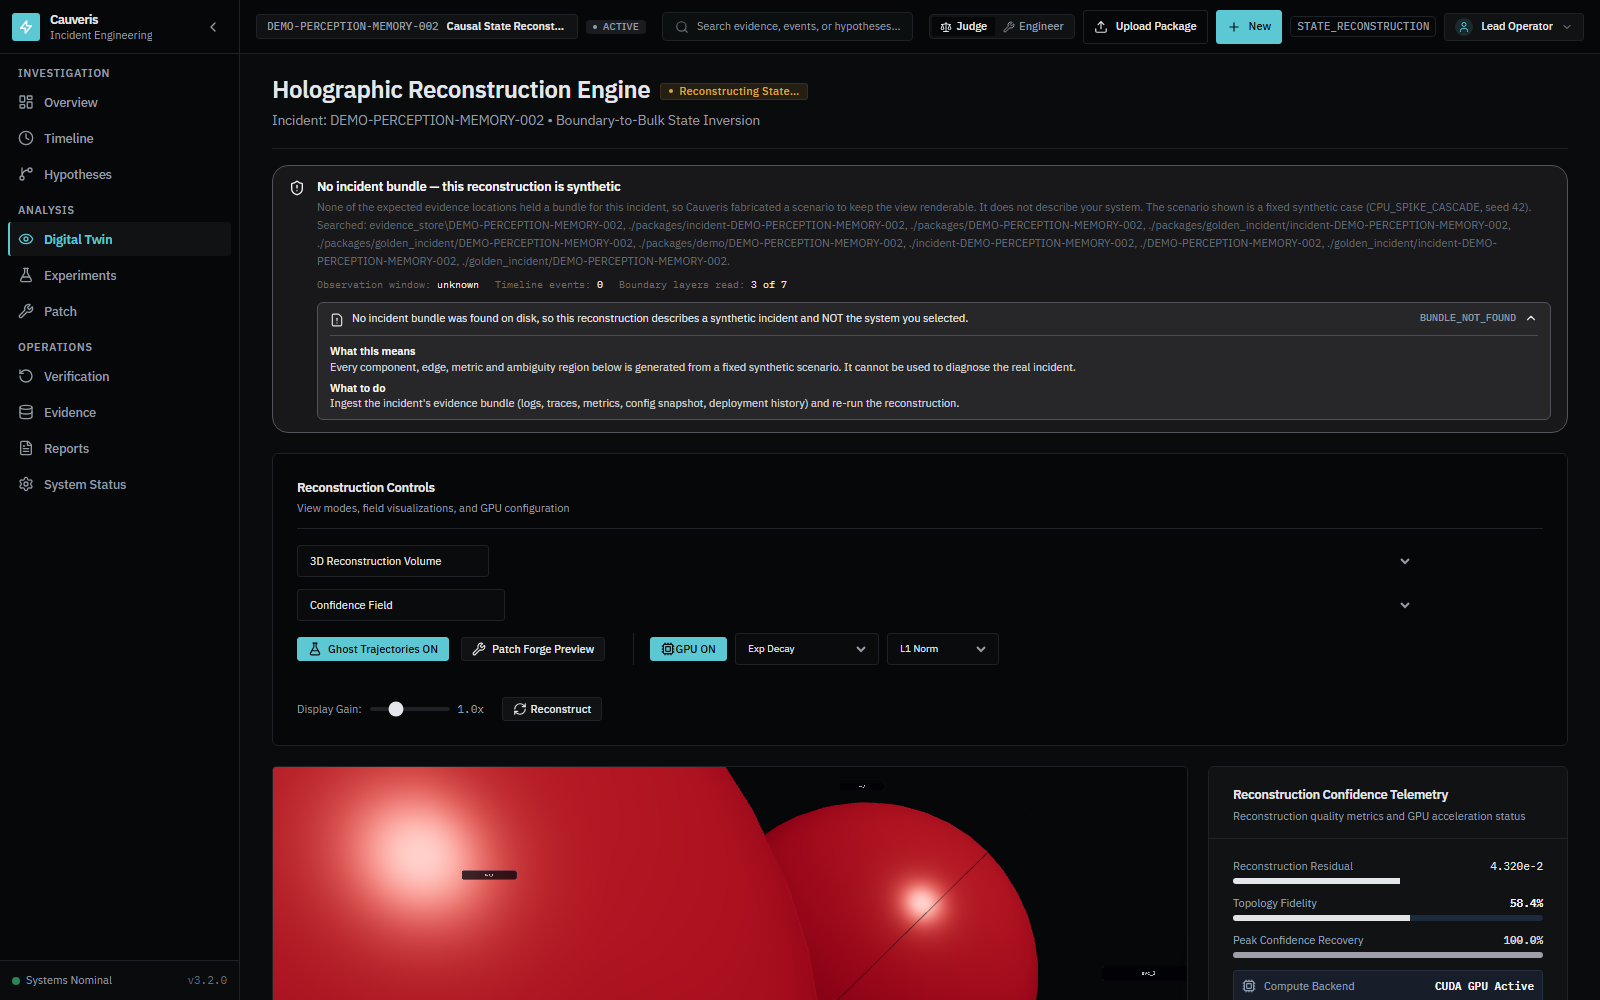 Cauveris
Incident Engineering
DEMO-PERCEPTION-MEMORY-002 Causal State Reconst...
ACTIVE
Search evidence, events, or hypotheses...
Judge
Engineer
Upload Package
New
STATE_RECONSTRUCTION
Lead Operator
INVESTIGATION
Overview
Timeline
Hypotheses
ANALYSIS
Digital Twin
Experiments
Patch
OPERATIONS
Verification
Evidence
Reports
System Status
Systems Nominal
v3.2.0
Holographic Reconstruction Engine
Reconstructing State...
Incident: DEMO-PERCEPTION-MEMORY-002 • Boundary-to-Bulk State Inversion
No incident bundle — this reconstruction is synthetic
None of the expected evidence locations held a bundle for this incident, so Cauveris fabricated a scenario to keep the view renderable. It does not describe your system. The scenario shown is a fixed synthetic case (CPU_SPIKE_CASCADE, seed 42).
Searched: evidence_store\DEMO-PERCEPTION-MEMORY-002, ./packages/incident-DEMO-PERCEPTION-MEMORY-002, ./packages/DEMO-PERCEPTION-MEMORY-002, ./packages/golden_incident/incident-DEMO-PERCEPTION-MEMORY-002,
./packages/golden_incident/DEMO-PERCEPTION-MEMORY-002, ./packages/demo/DEMO-PERCEPTION-MEMORY-002, ./incident-DEMO-PERCEPTION-MEMORY-002, ./DEMO-PERCEPTION-MEMORY-002, ./golden_incident/incident-DEMO-
PERCEPTION-MEMORY-002, ./golden_incident/DEMO-PERCEPTION-MEMORY-002.
Observation window: unknown Timeline events: 0 Boundary layers read: 3 of 7
No incident bundle was found on disk, so this reconstruction describes a synthetic incident and NOT the system you selected.
BUNDLE_NOT_FOUND
What this means
Every component, edge, metric and ambiguity region below is generated from a fixed synthetic scenario. It cannot be used to diagnose the real incident.
What to do
Ingest the incident's evidence bundle (logs, traces, metrics, config snapshot, deployment history) and re-run the reconstruction.
Reconstruction Controls
View modes, field visualizations, and GPU configuration
3D Reconstruction Volume
Confidence Field
Ghost Trajectories ON
Patch Forge Preview
GPU ON
Exp Decay
L1 Norm
Display Gain:
1.0x
Reconstruct
Reconstruction Confidence Telemetry
Reconstruction quality metrics and GPU acceleration status
Reconstruction Residual 4.320e-2
Topology Fidelity 58.4%
Peak Confidence Recovery 100.0%
Compute Backend CUDA GPU Active